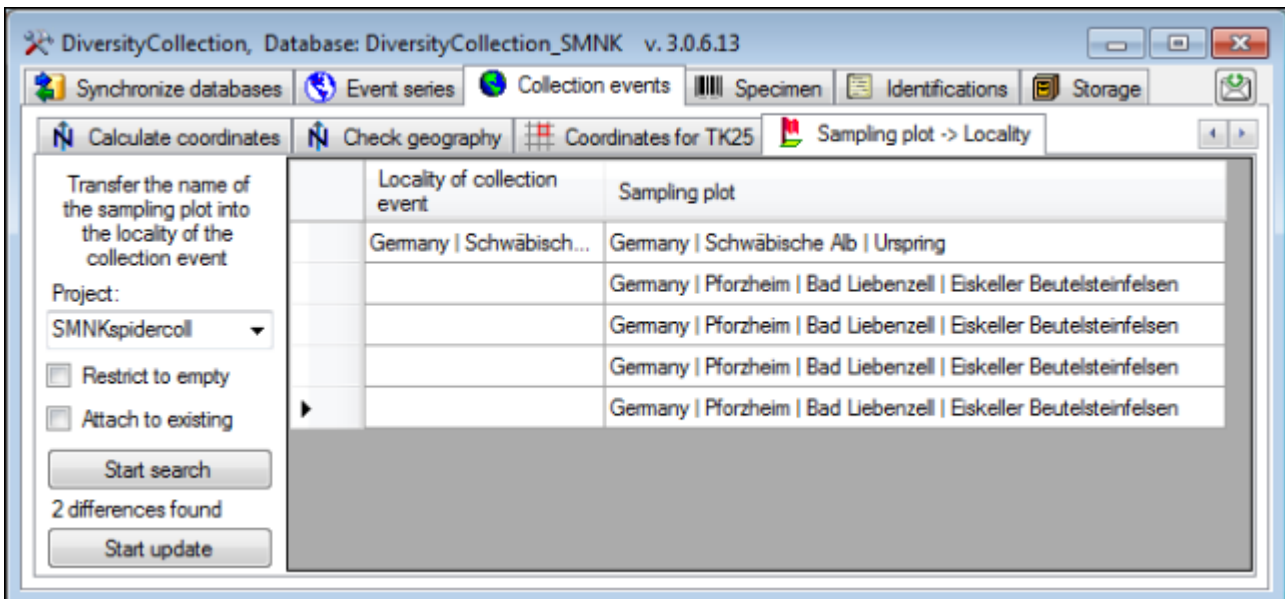 DiversityCollection, Database: DiversityCollection_SMNK v. 3.0.6.13
Synchronize databases Event series Collection events Specimen Identifications Storage
Calculate coordinates Check geography Coordinates for TK25 Sampling plot -> Locality
Transfer the name of
the sampling plot into
the locality of the
collection event
Project:
SMNKspidercoll
Restrict to empty
Attach to existing
Start search
2 differences found
Start update
Locality of collection
event
Sampling plot
Germany | Schwäbisch... Germany | Schwäbische Alb | Urspring
Germany | Pforzheim | Bad Liebenzell | Eiskeller Beutelsteinfelsen
Germany | Pforzheim | Bad Liebenzell | Eiskeller Beutelsteinfelsen
Germany | Pforzheim | Bad Liebenzell | Eiskeller Beutelsteinfelsen
Germany | Pforzheim | Bad Liebenzell | Eiskeller Beutelsteinfelsen